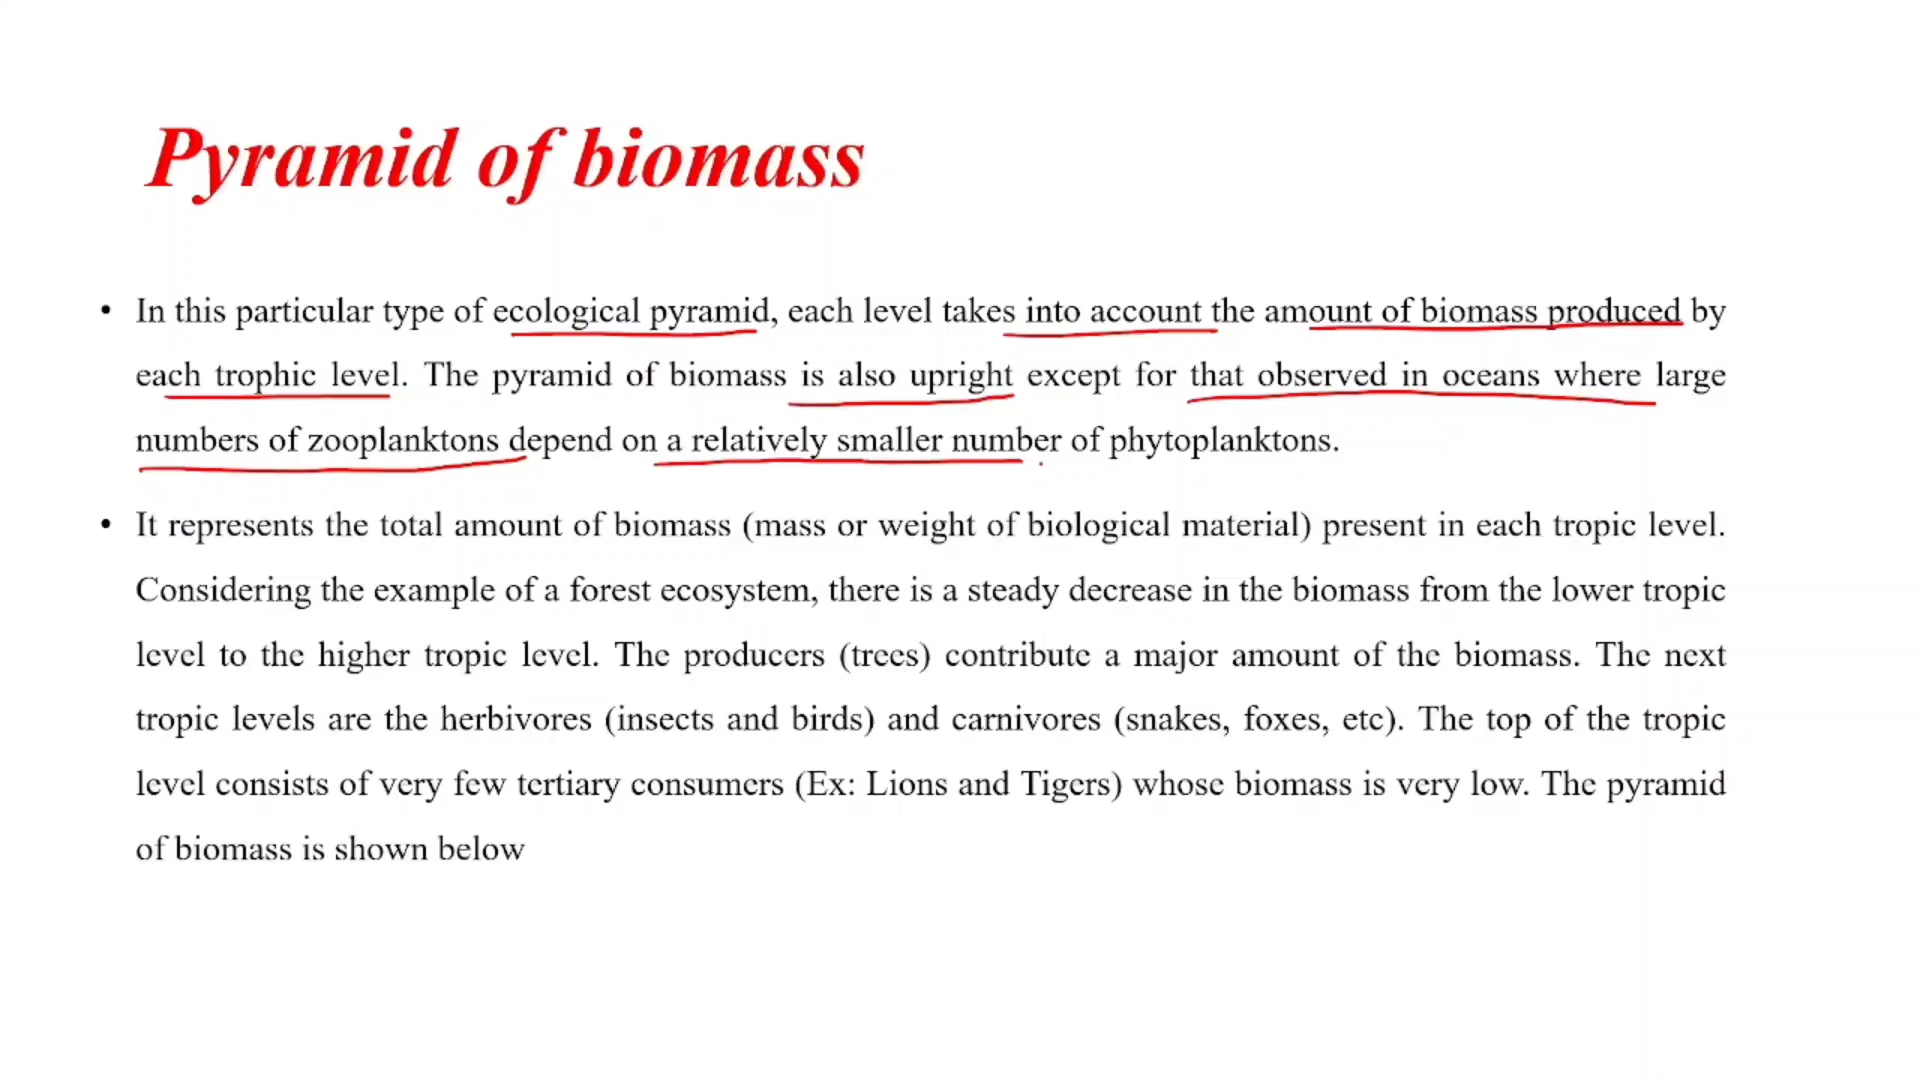 Pyramid of biomass
• In this particular type of ecological pyramid, each level takes into account the amount of biomass produced by
each trophic level. The pyramid of biomass is also upright except for that observed in oceans where large
numbers of zooplanktons depend on a relatively smaller number of phytoplanktons.
• It represents the total amount of biomass (mass or weight of biological material) present in each tropic level.
Considering the example of a forest ecosystem, there is a steady decrease in the biomass from the lower tropic
level to the higher tropic level. The producers (trees) contribute a major amount of the biomass. The next
tropic levels are the herbivores (insects and birds) and carnivores (snakes, foxes, etc). The top of the tropic
level consists of very few tertiary consumers (Ex: Lions and Tigers) whose biomass is very low. The pyramid
of biomass is shown below